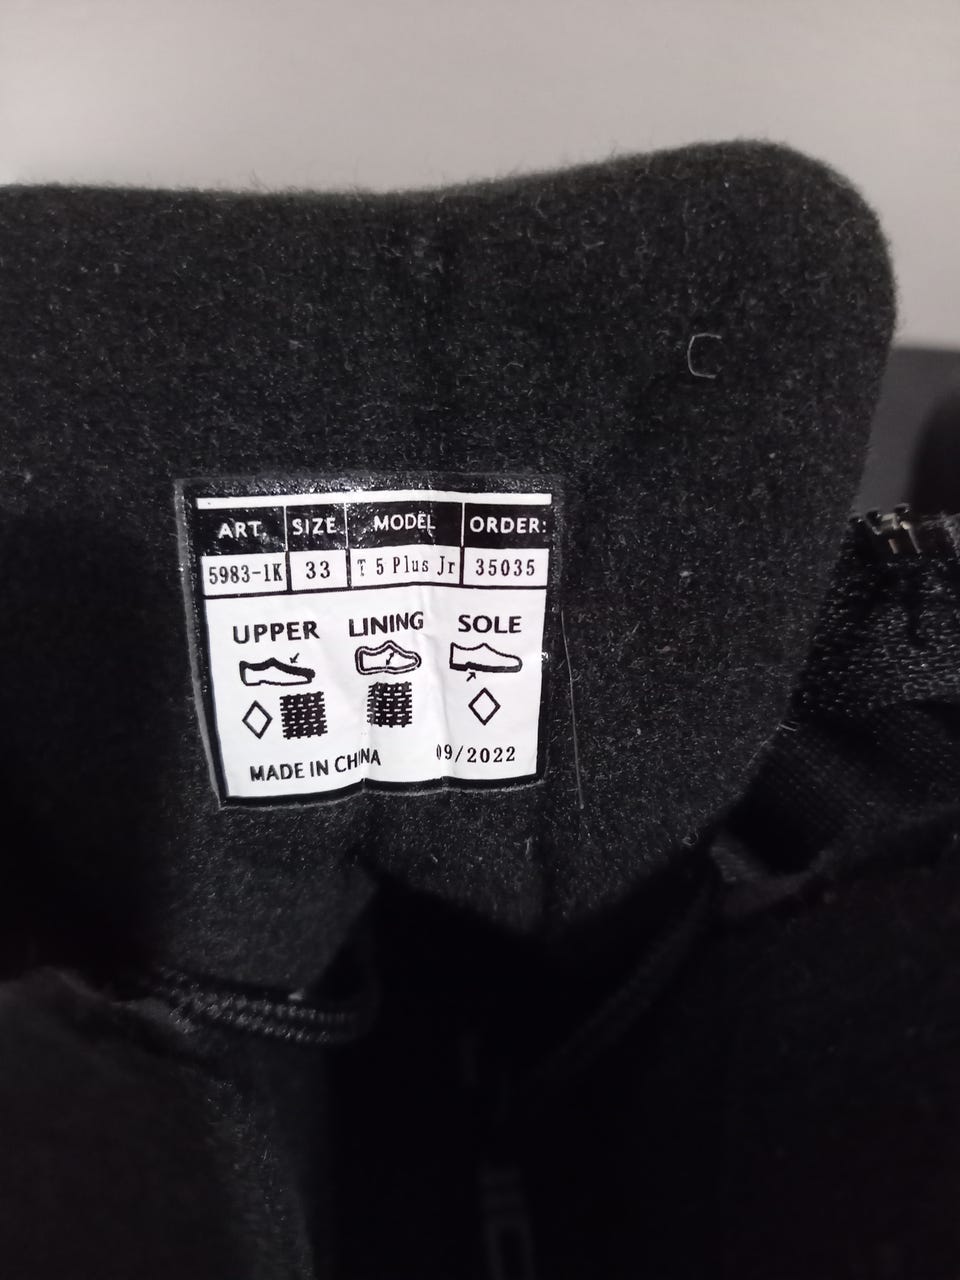 ART. SIZE MODEL ORDER:
5983-1K 33 T 5 Plus Jr 35035
UPPER LINING SOLE
MADE IN CHINA 09/2022